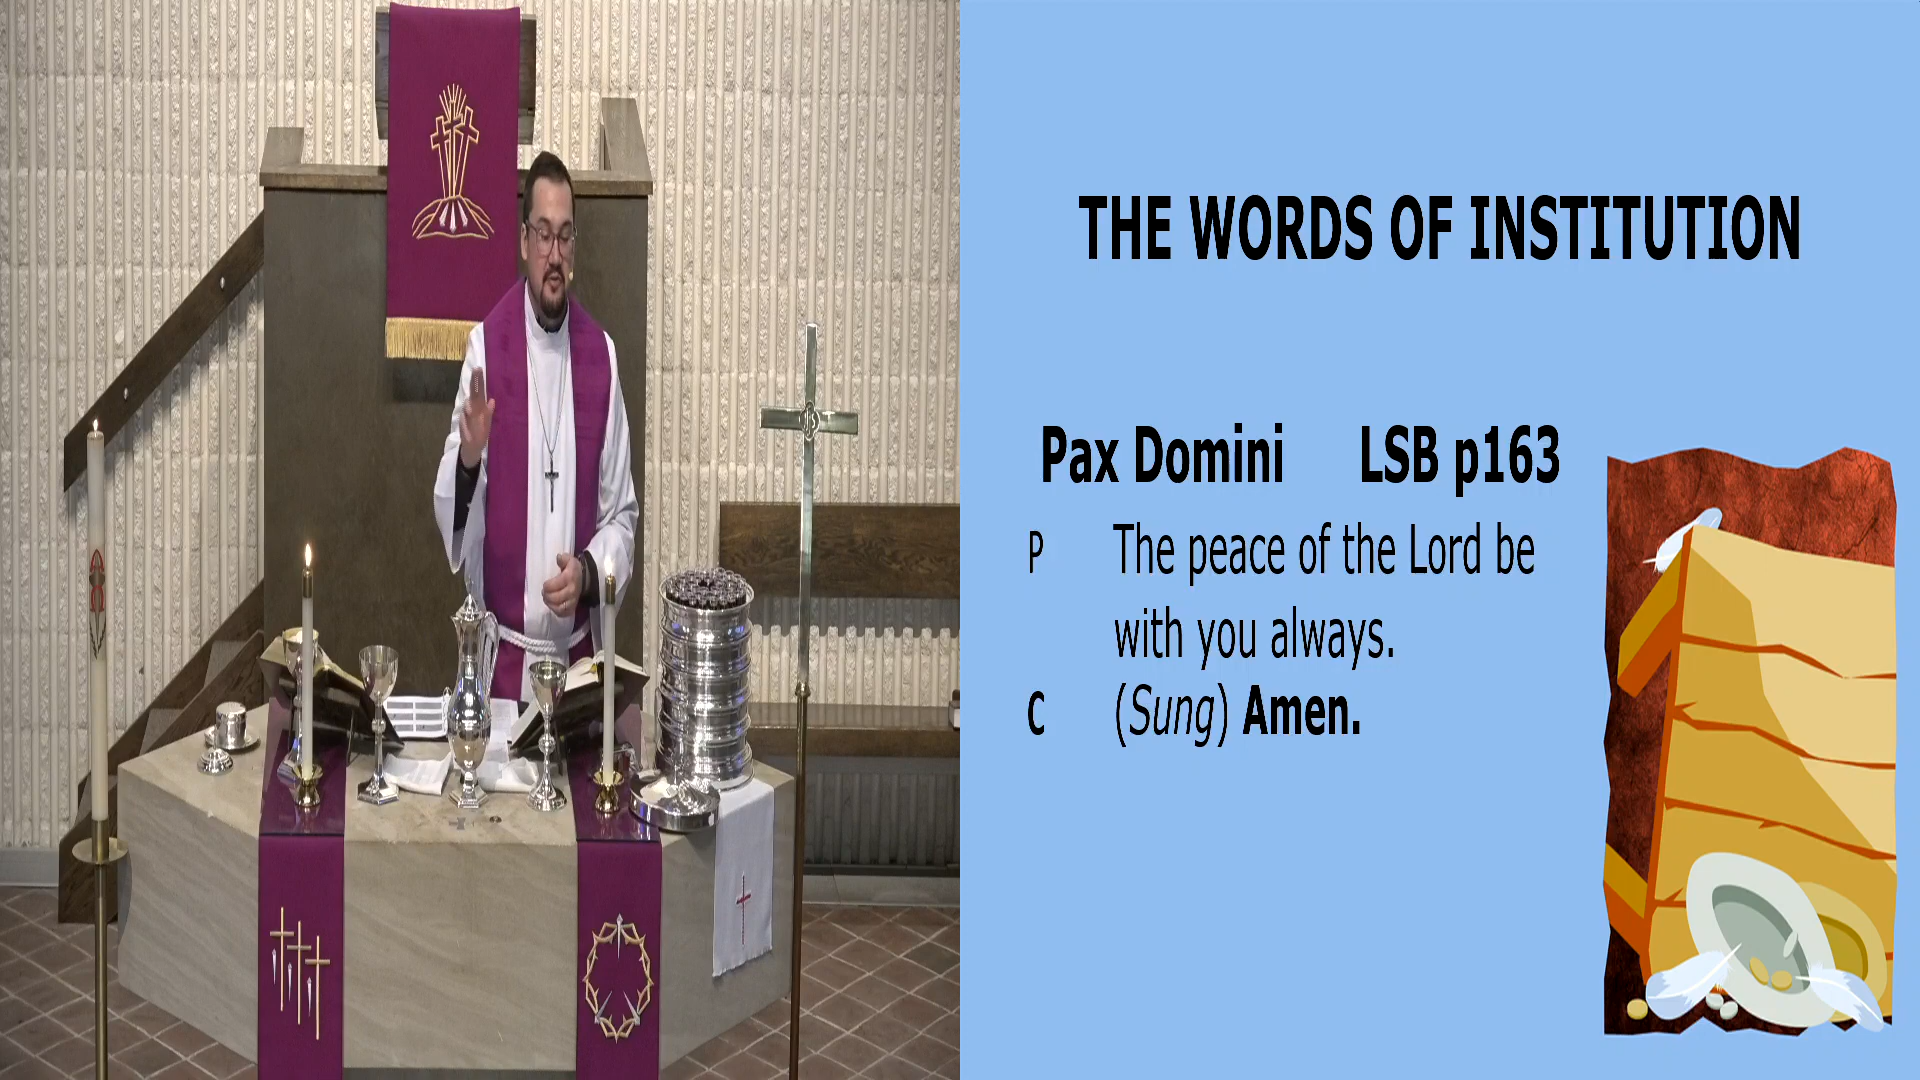 THE WORDS OF INSTITUTION
Pax Domini LSB p163
P The peace of the Lord be
with you always.
C (Sung) Amen.